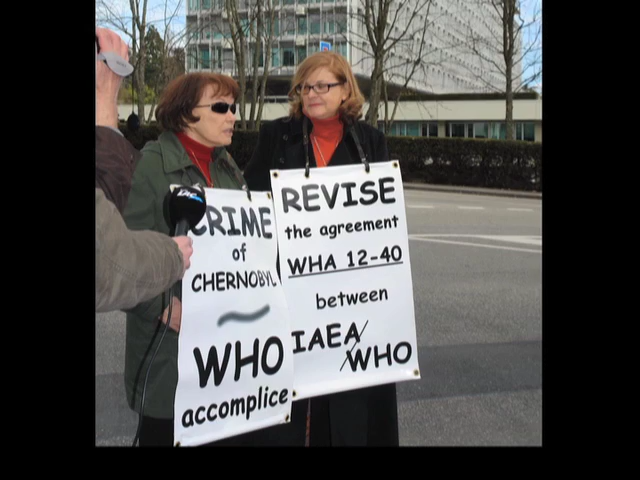 CRIME
of
CHERNOBYL
WHO
accomplice
REVISE
the agreement
WHA 12-40
between
IAEA/
WHO